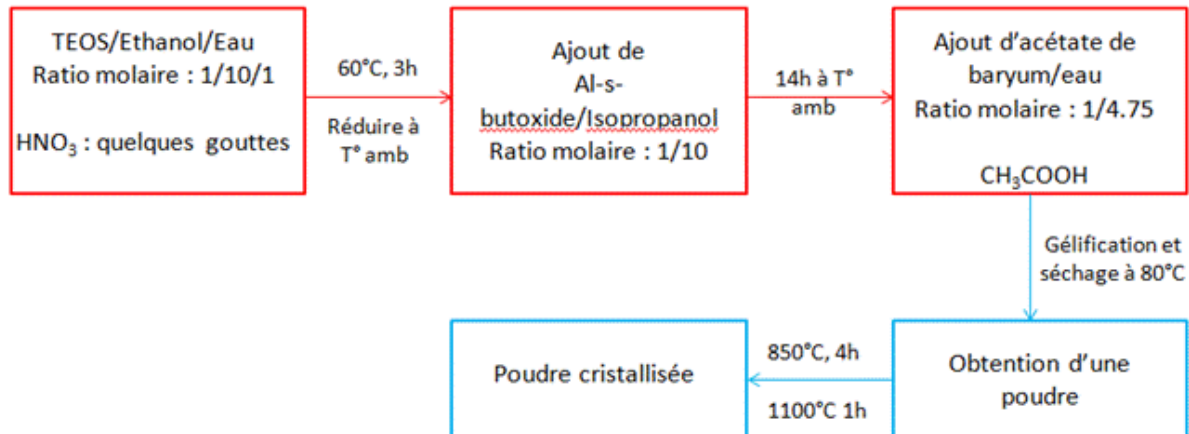 TEOS/Ethanol/Eau
Ratio molaire : 1/10/1
HNO₃ : quelques gouttes
60°C, 3h
Réduire à
T° amb
Ajout de
Al-s-
butoxide/Isopropanol
Ratio molaire : 1/10
14h à T°
amb
Ajout d'acétate de
baryum/eau
Ratio molaire : 1/4.75
CH₃COOH
Gélification et
séchage à 80°C
Obtention d'une
poudre
850°C, 4h
1100°C 1h
Poudre cristallisée